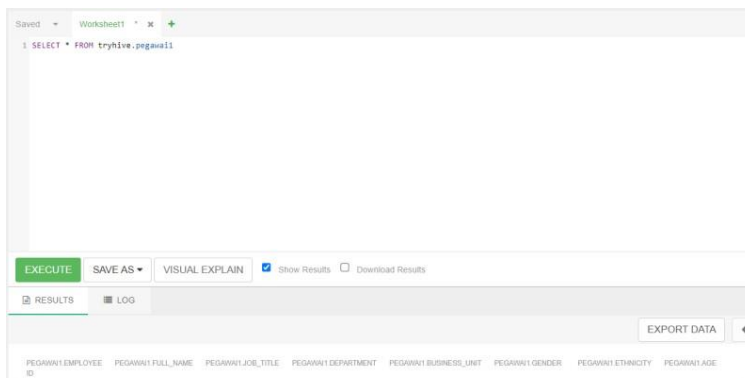 Saved Worksheet1 * × +
1 SELECT * FROM tryhive.pegawai1
EXECUTE SAVE AS VISUAL EXPLAIN Show Results Download Results
RESULTS LOG
EXPORT DATA
PEGAWAI1.EMPLOYEE PEGAWAI1.FULL_NAME PEGAWAI1.JOB_TITLE PEGAWAI1.DEPARTMENT PEGAWAI1.BUSINESS_UNIT PEGAWAI1.GENDER PEGAWAI1.ETHNICITY PEGAWAI1.AGE
ID